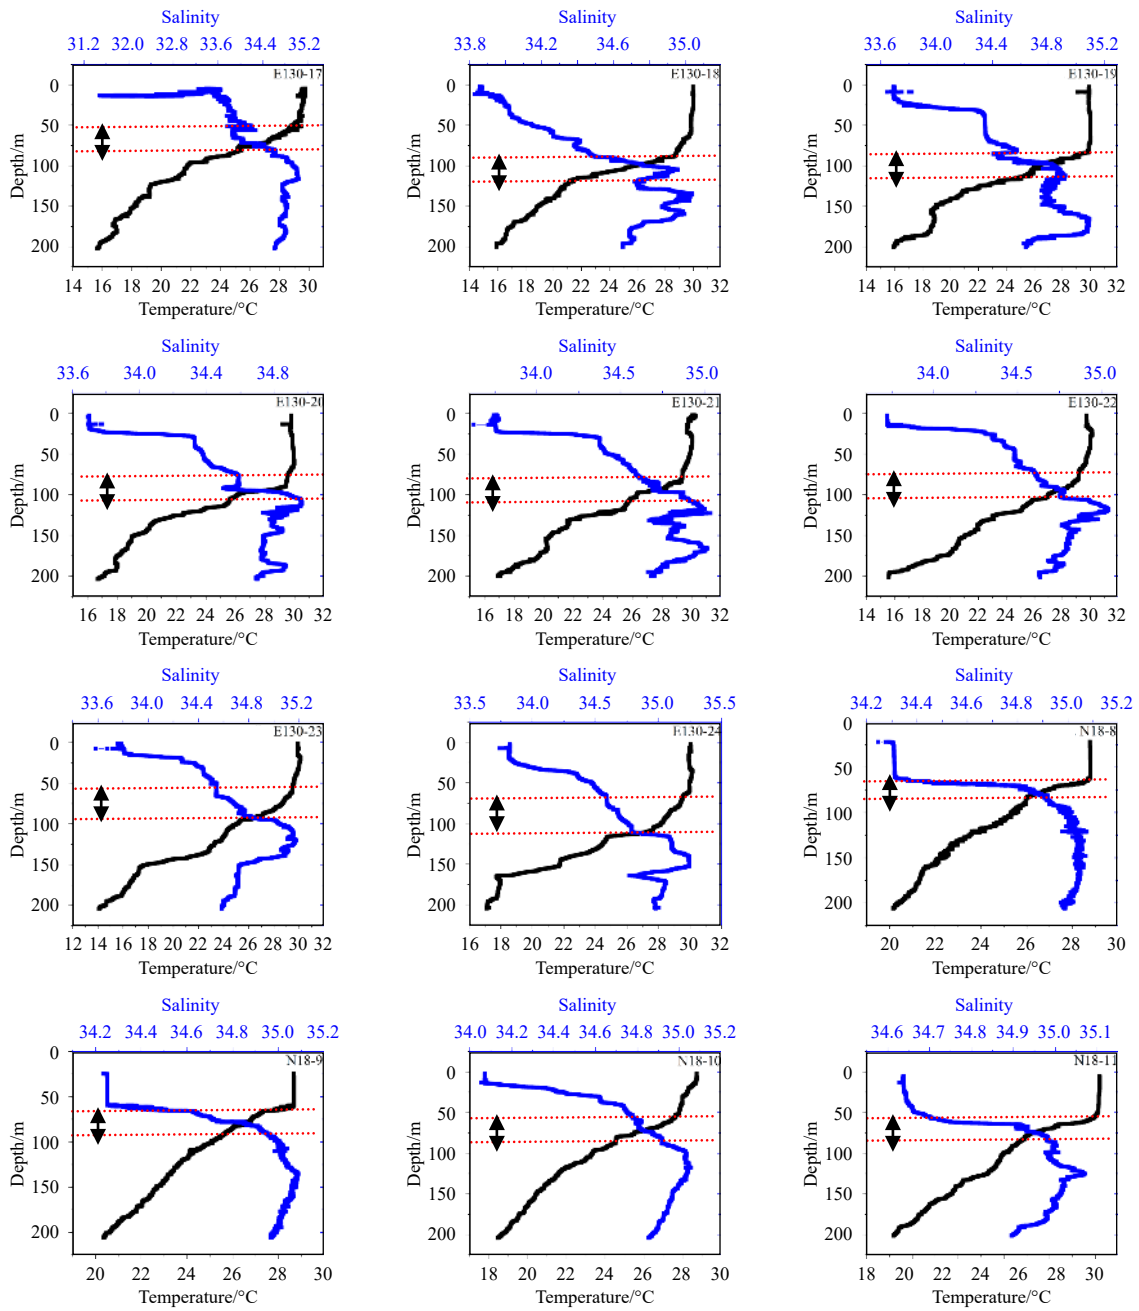 Salinity
31.2 32.0 32.8 33.6 34.4 35.2
E130-17
0
50
100
150
200
Depth/m
14 16 18 20 22 24 26 28 30
Temperature/°C
Salinity
33.8 34.2 34.6 35.0
E130-18
0
50
100
150
200
Depth/m
14 16 18 20 22 24 26 28 30 32
Temperature/°C
Salinity
33.6 34.0 34.4 34.8 35.2
E130-19
0
50
100
150
200
Depth/m
14 16 18 20 22 24 26 28 30 32
Temperature/°C
Salinity
33.6 34.0 34.4 34.8
E130-20
0
50
100
150
200
Depth/m
16 18 20 22 24 26 28 30 32
Temperature/°C
Salinity
34.0 34.5 35.0
E130-21
0
50
100
150
200
Depth/m
16 18 20 22 24 26 28 30 32
Temperature/°C
Salinity
34.0 34.5 35.0
E130-22
0
50
100
150
200
Depth/m
14 16 18 20 22 24 26 28 30 32
Temperature/°C
Salinity
33.6 34.0 34.4 34.8 35.2
E130-23
0
50
100
150
200
Depth/m
12 14 16 18 20 22 24 26 28 30 32
Temperature/°C
Salinity
33.5 34.0 34.5 35.0 35.5
E130-24
0
50
100
150
200
Depth/m
16 18 20 22 24 26 28 30 32
Temperature/°C
Salinity
34.2 34.4 34.6 34.8 35.0 35.2
N18-8
0
50
100
150
200
Depth/m
20 22 24 26 28 30
Temperature/°C
Salinity
34.2 34.4 34.6 34.8 35.0 35.2
N18-9
0
50
100
150
200
Depth/m
20 22 24 26 28 30
Temperature/°C
Salinity
34.0 34.2 34.4 34.6 34.8 35.0 35.2
N18-10
0
50
100
150
200
Depth/m
18 20 22 24 26 28 30
Temperature/°C
Salinity
34.6 34.7 34.8 34.9 35.0 35.1
N18-11
0
50
100
150
200
Depth/m
18 20 22 24 26 28 30
Temperature/°C